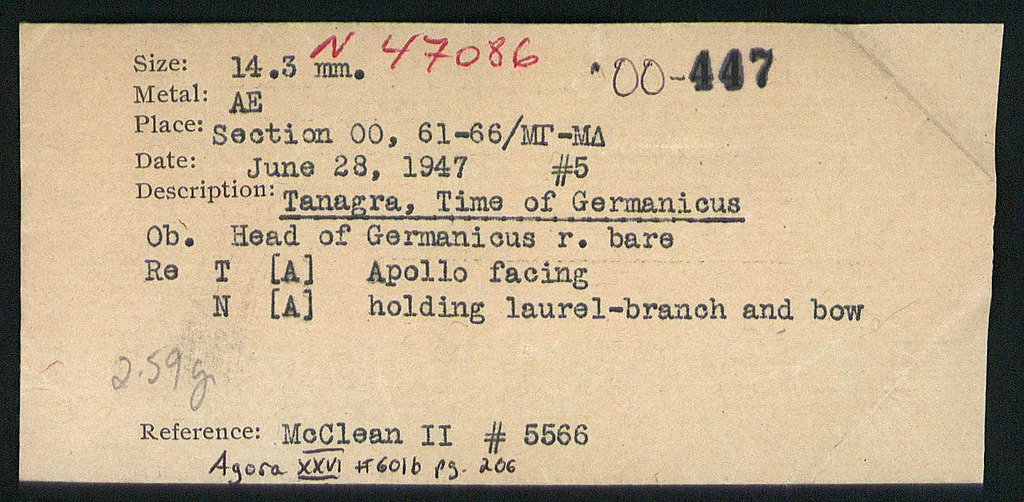 N 47086
ʻOO-447
Size: 14.3 mm.
Metal: AE
Place: Section OO, 61-66/ΜΓ-ΜΔ
Date: June 28, 1947 #5
Description: Tanagra, Time of Germanicus
Ob. Head of Germanicus r. bare
Re T [A] Apollo facing
N [A] holding laurel-branch and bow
2.59g
Reference: McClean II # 5566
Agora XXVI #601b pg. 206